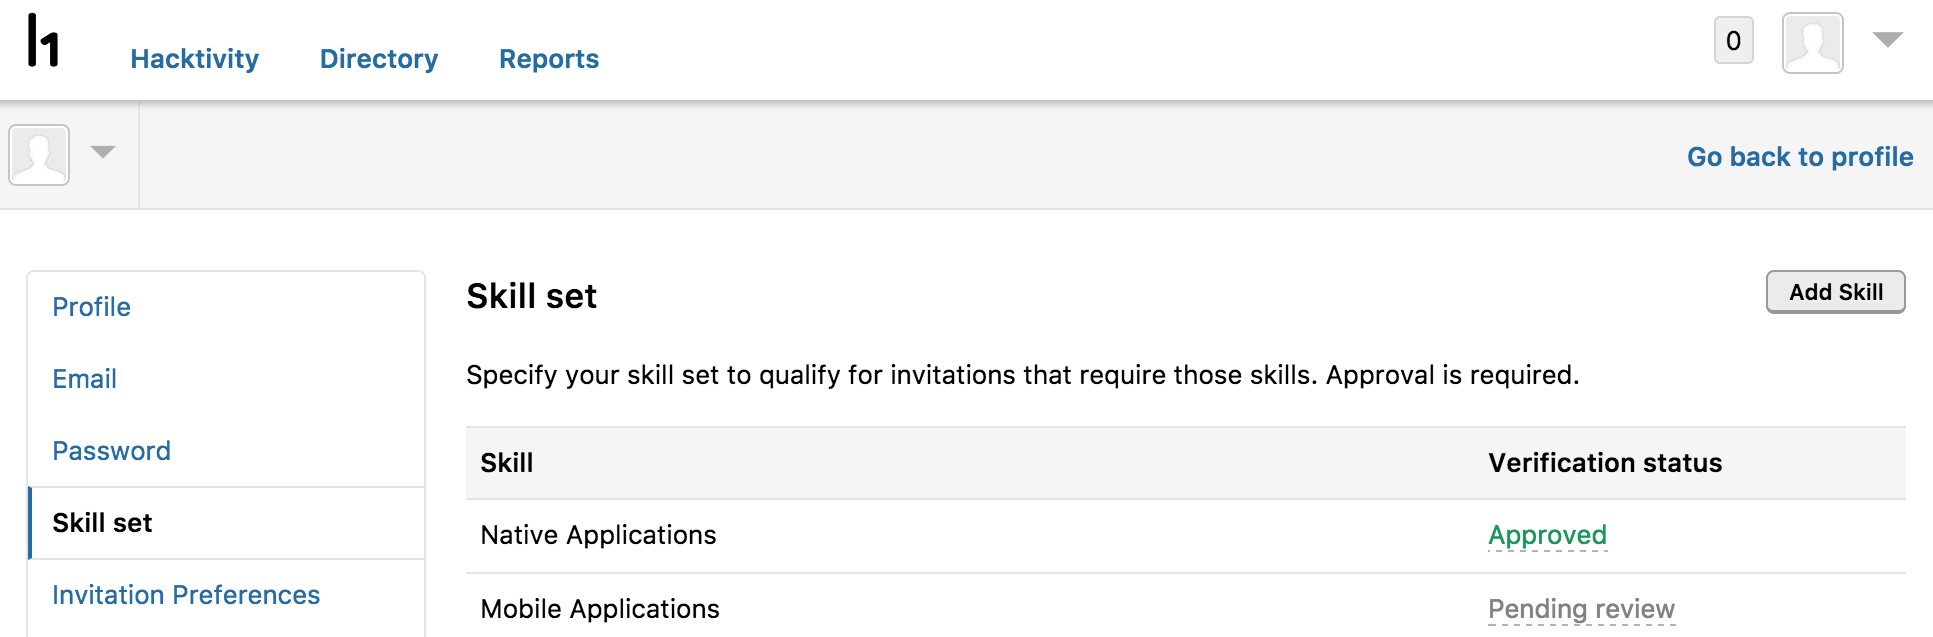 h1
Hacktivity Directory Reports 0
Go back to profile
Profile
Email
Password
Skill set
Invitation Preferences
Skill set
Add Skill
Specify your skill set to qualify for invitations that require those skills. Approval is required.
Skill Verification status
Native Applications Approved
Mobile Applications Pending review